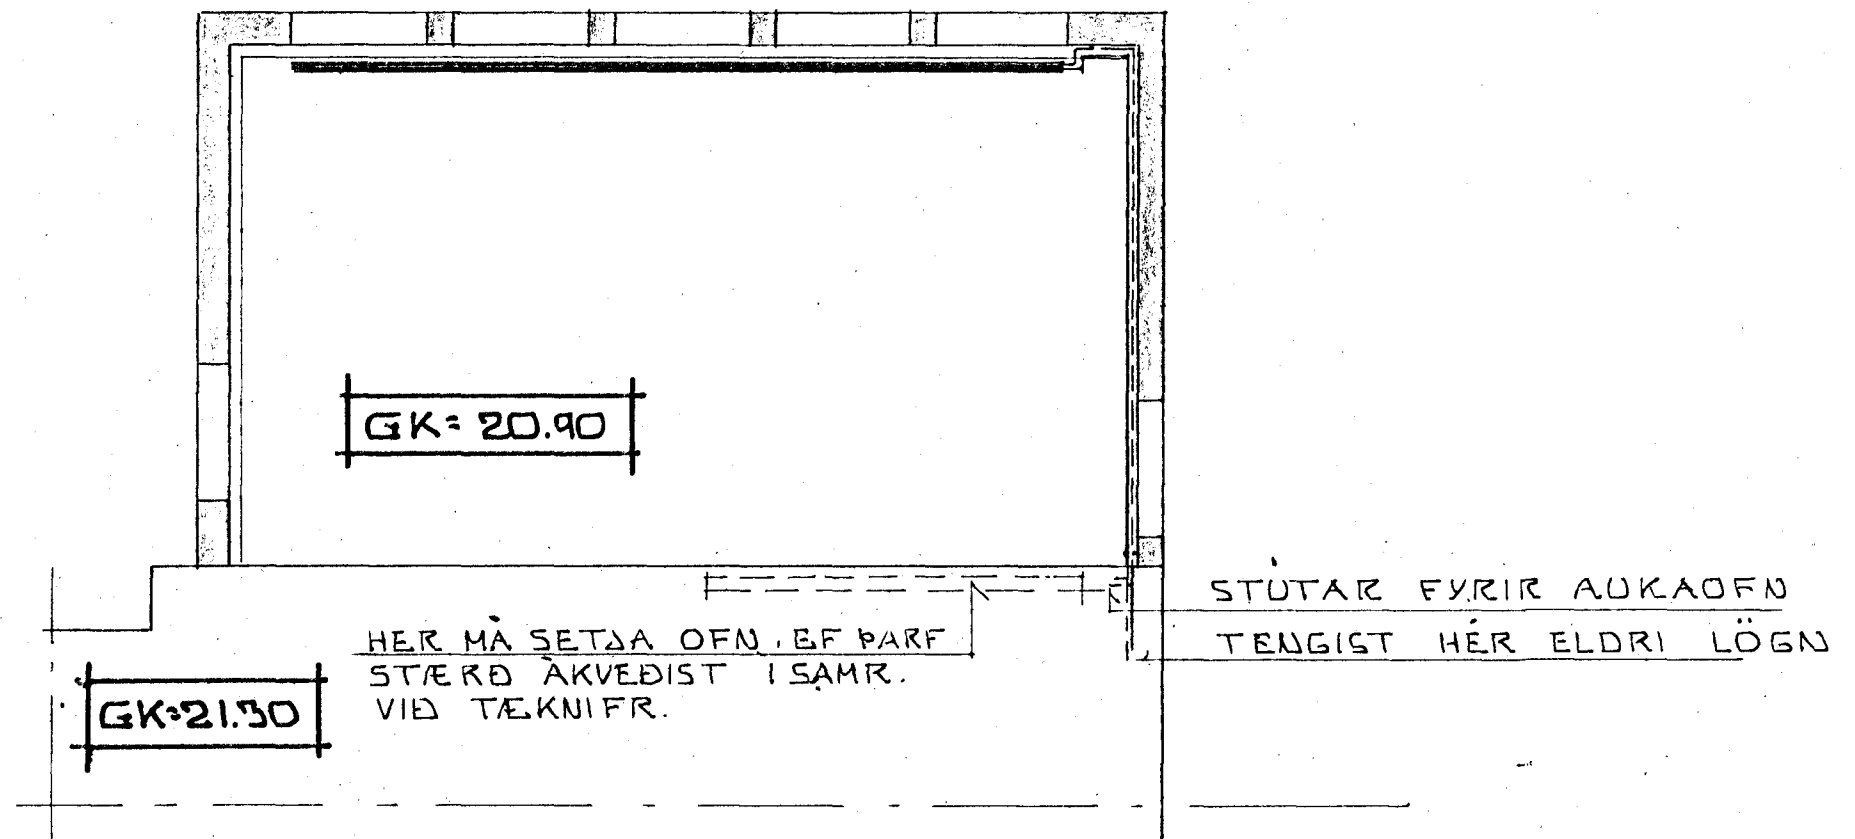 GK= 20.90
STÚTAR FYRIR AUKAOFN
TENGIST HÉR ELDRI LÖGN
HÉR MÁ SETJA OFN, EF ÞARF
STÆRÐ ÁKVEÐIST Í SAMR.
VIÐ TÆKNIFR.
GK=21.30